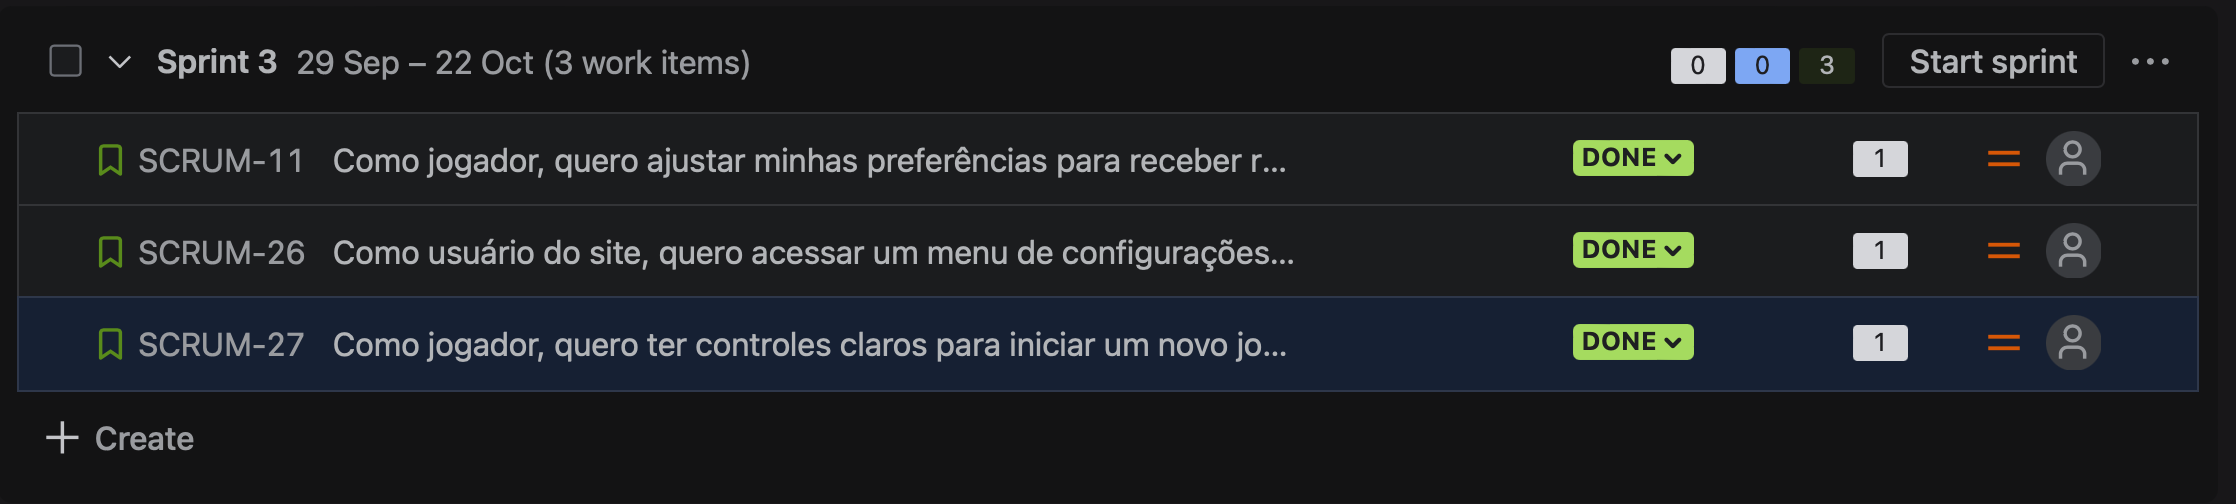 Sprint 3 29 Sep – 22 Oct (3 work items) 0 0 3 Start sprint
SCRUM-11 Como jogador, quero ajustar minhas preferências para receber r... DONE 1
SCRUM-26 Como usuário do site, quero acessar um menu de configurações... DONE 1
SCRUM-27 Como jogador, quero ter controles claros para iniciar um novo jo... DONE 1
Create